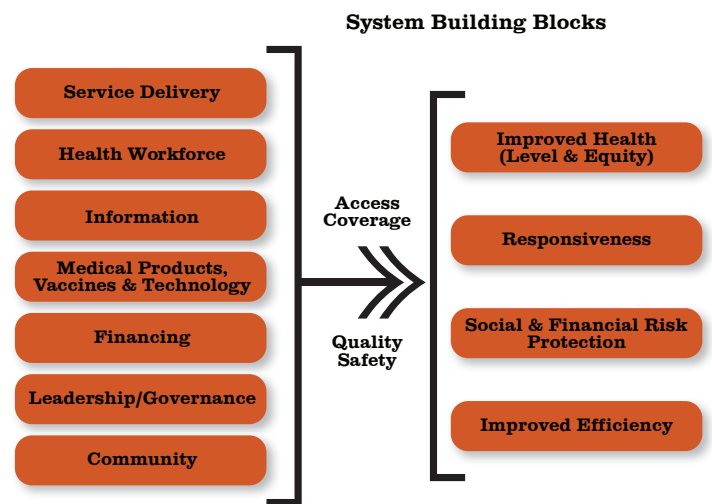 System Building Blocks
Service Delivery
Health Workforce
Information
Medical Products,
Vaccines & Technology
Financing
Leadership/Governance
Community
Access
Coverage
Quality
Safety
Improved Health
(Level & Equity)
Responsiveness
Social & Financial Risk
Protection
Improved Efficiency